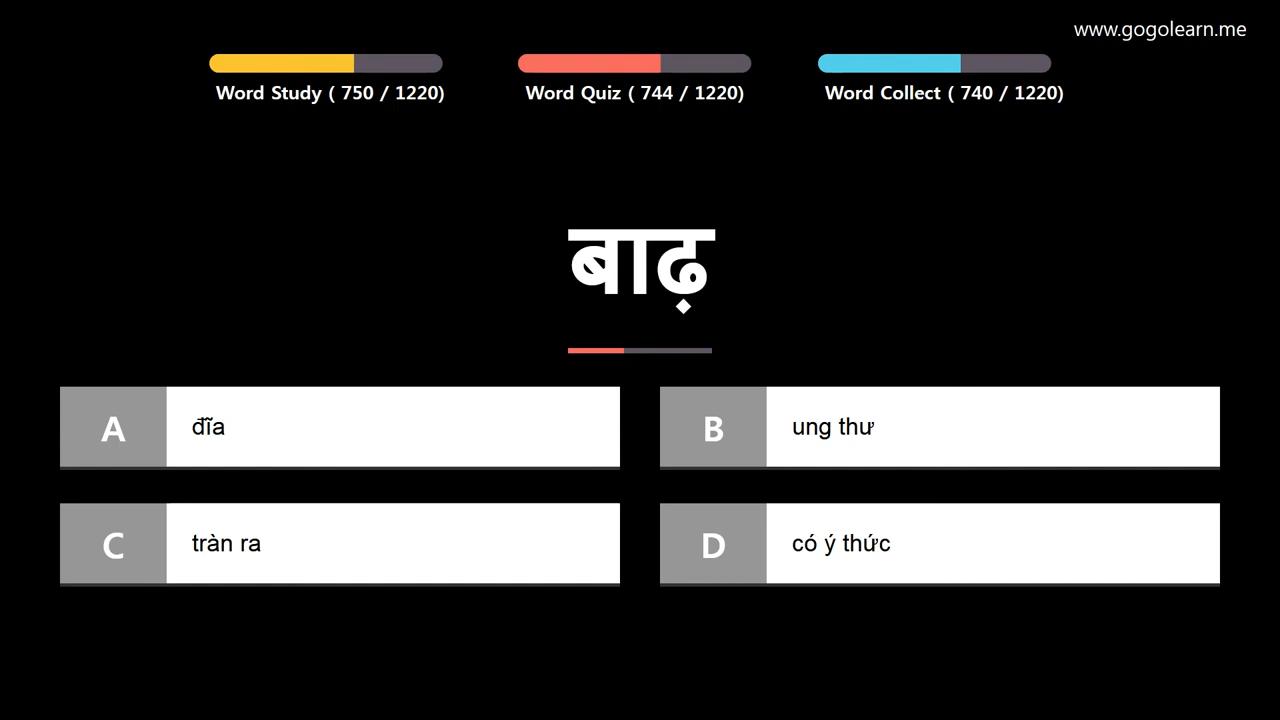 www.gogolearn.me
Word Study ( 750 / 1220)
Word Quiz ( 744 / 1220)
Word Collect ( 740 / 1220)
बाढ़
A
đĩa
B
ung thư
C
tràn ra
D
có ý thức